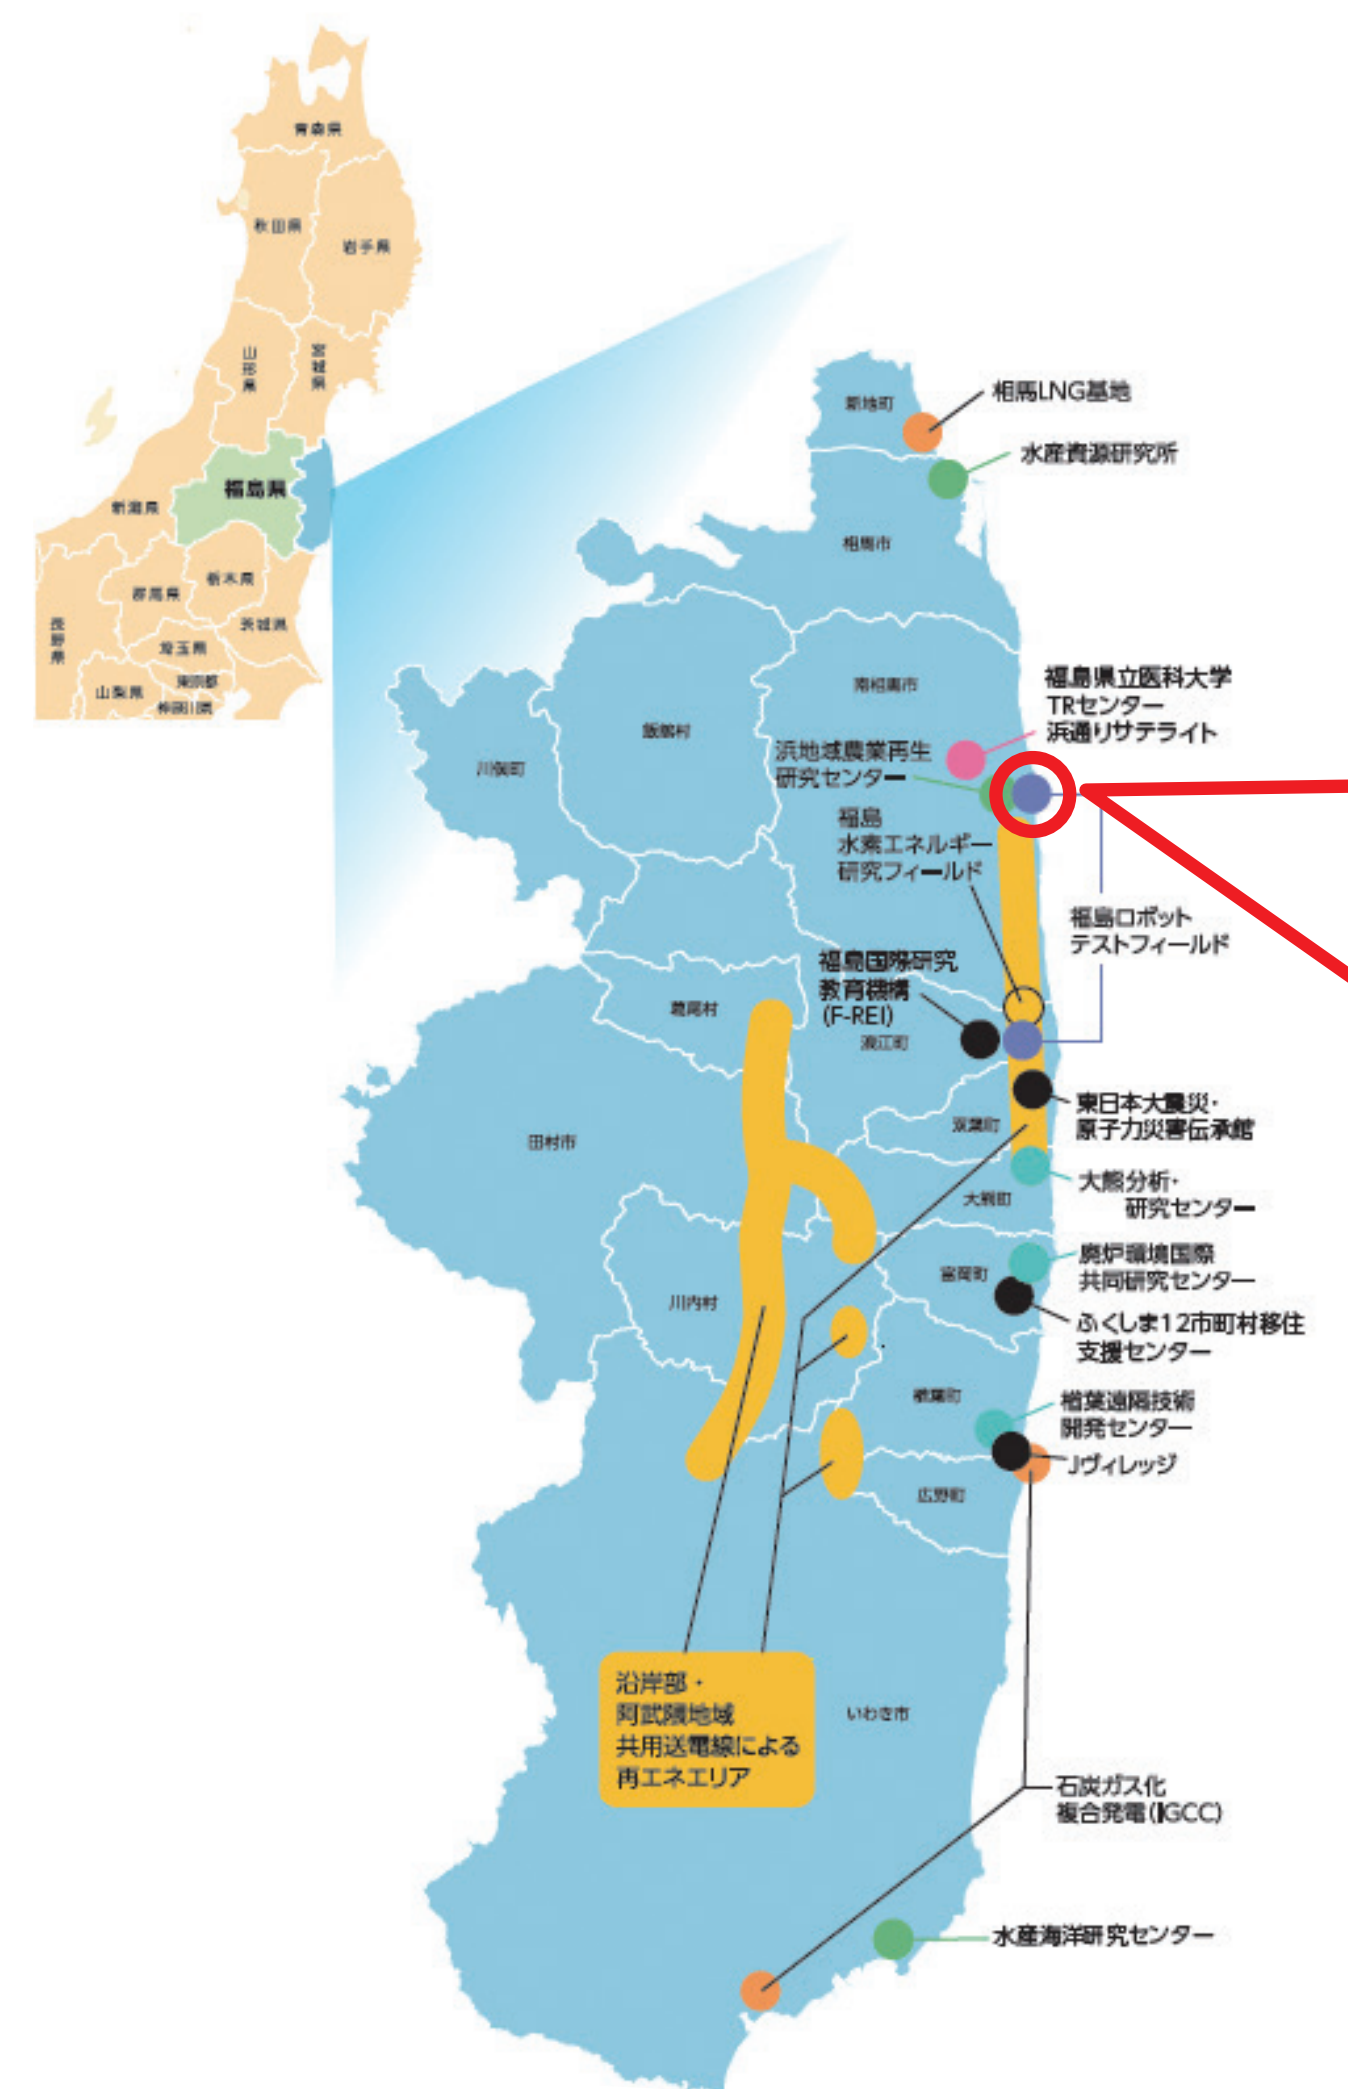 青森県
秋田県
岩手県
山形県
宮城県
福島県
新潟県
群馬県
栃木県
茨城県
長野県
埼玉県
東京都
山梨県
神奈川県
新地町
相馬LNG基地
水産資源研究所
相馬市
南相馬市
福島県立医科大学
TRセンター
浜通りサテライト
飯舘村
川俣町
浜地域農業再生
研究センター
福島
水素エネルギー
研究フィールド
福島ロボット
テストフィールド
福島国際研究
教育機構
(F-REI)
葛尾村
浪江町
東日本大震災・
原子力災害伝承館
双葉町
田村市
大熊分析・
研究センター
大熊町
廃炉環境国際
共同研究センター
富岡町
川内村
ふくしま12市町村移住
支援センター
楢葉町
楢葉遠隔技術
開発センター
Jヴィレッジ
広野町
沿岸部・
阿武隈地域
共用送電線による
再エネエリア
いわき市
石炭ガス化
複合発電(IGCC)
水産海洋研究センター